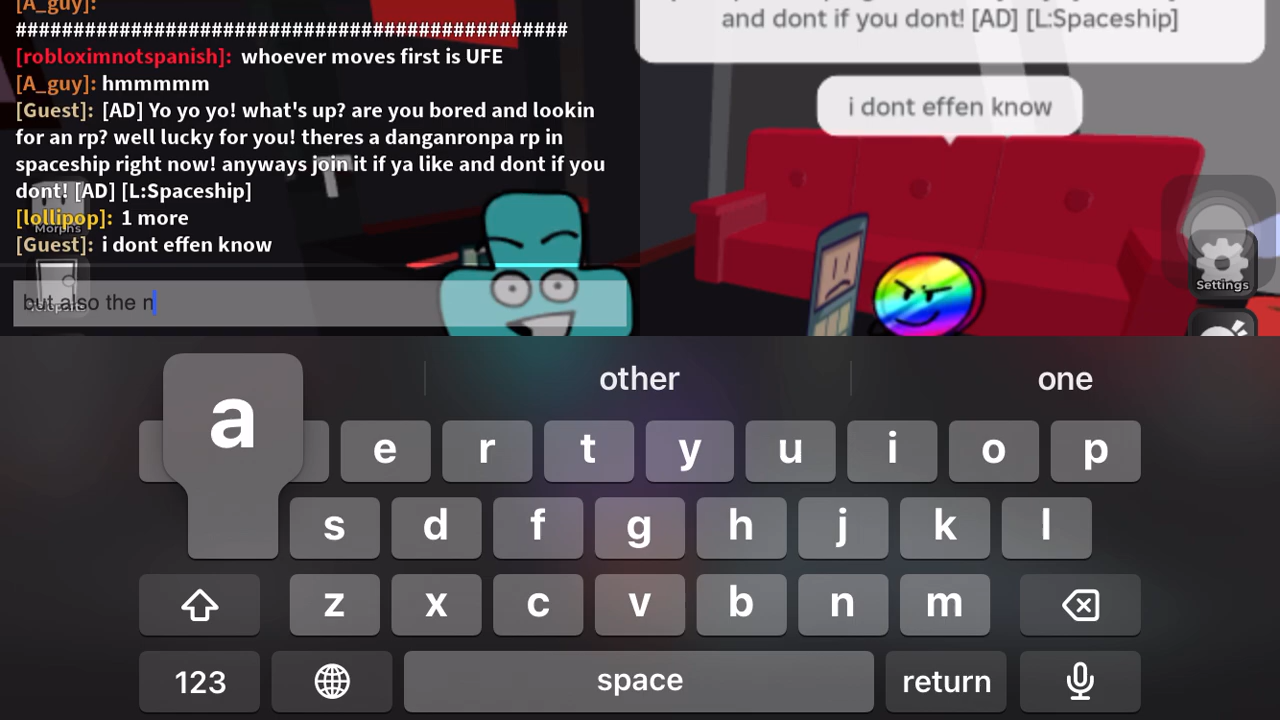 [A_guy]:
################################################
[robloximnotspanish]: whoever moves first is UFE
[A_guy]: hmmmmm
[Guest]: [AD] Yo yo yo! what's up? are you bored and lookin
for an rp? well lucky for you! theres a danganronpa rp in
spaceship right now! anyways join it if ya like and dont if you
dont! [AD] [L:Spaceship]
[lollipop]: 1 more
[Guest]: i dont effen know
and dont if you dont! [AD] [L:Spaceship]
i dont effen know
Morphs
Settings
but also the n
other
one
a
e r t y u i o p
s d f g h j k l
z x c v b n m
123
space
return